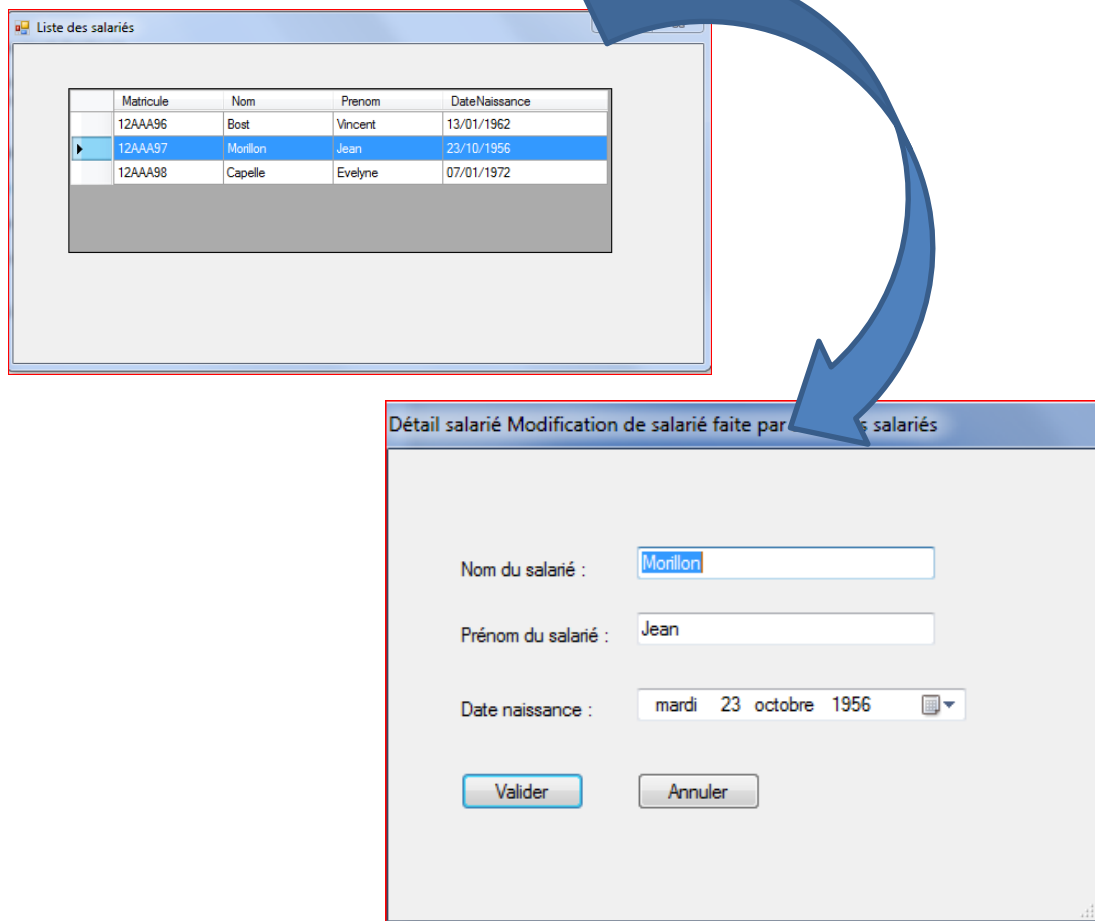 Liste des salariés
Matricule Nom Prenom DateNaissance
12AAA96 Bost Vincent 13/01/1962
12AAA97 Morillon Jean 23/10/1956
12AAA98 Capelle Evelyne 07/01/1972
Détail salarié Modification de salarié faite par salariés
Nom du salarié : Morillon
Prénom du salarié : Jean
Date naissance : mardi 23 octobre 1956
Valider Annuler